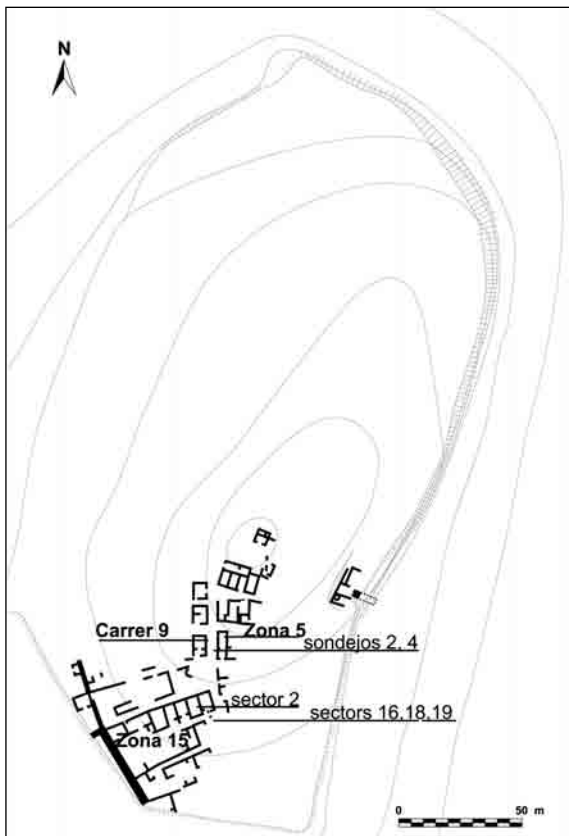 N
Carrer 9
Zona 5
sondejos 2, 4
sector 2
sectors 16,18,19
Zona 15
0 50 m